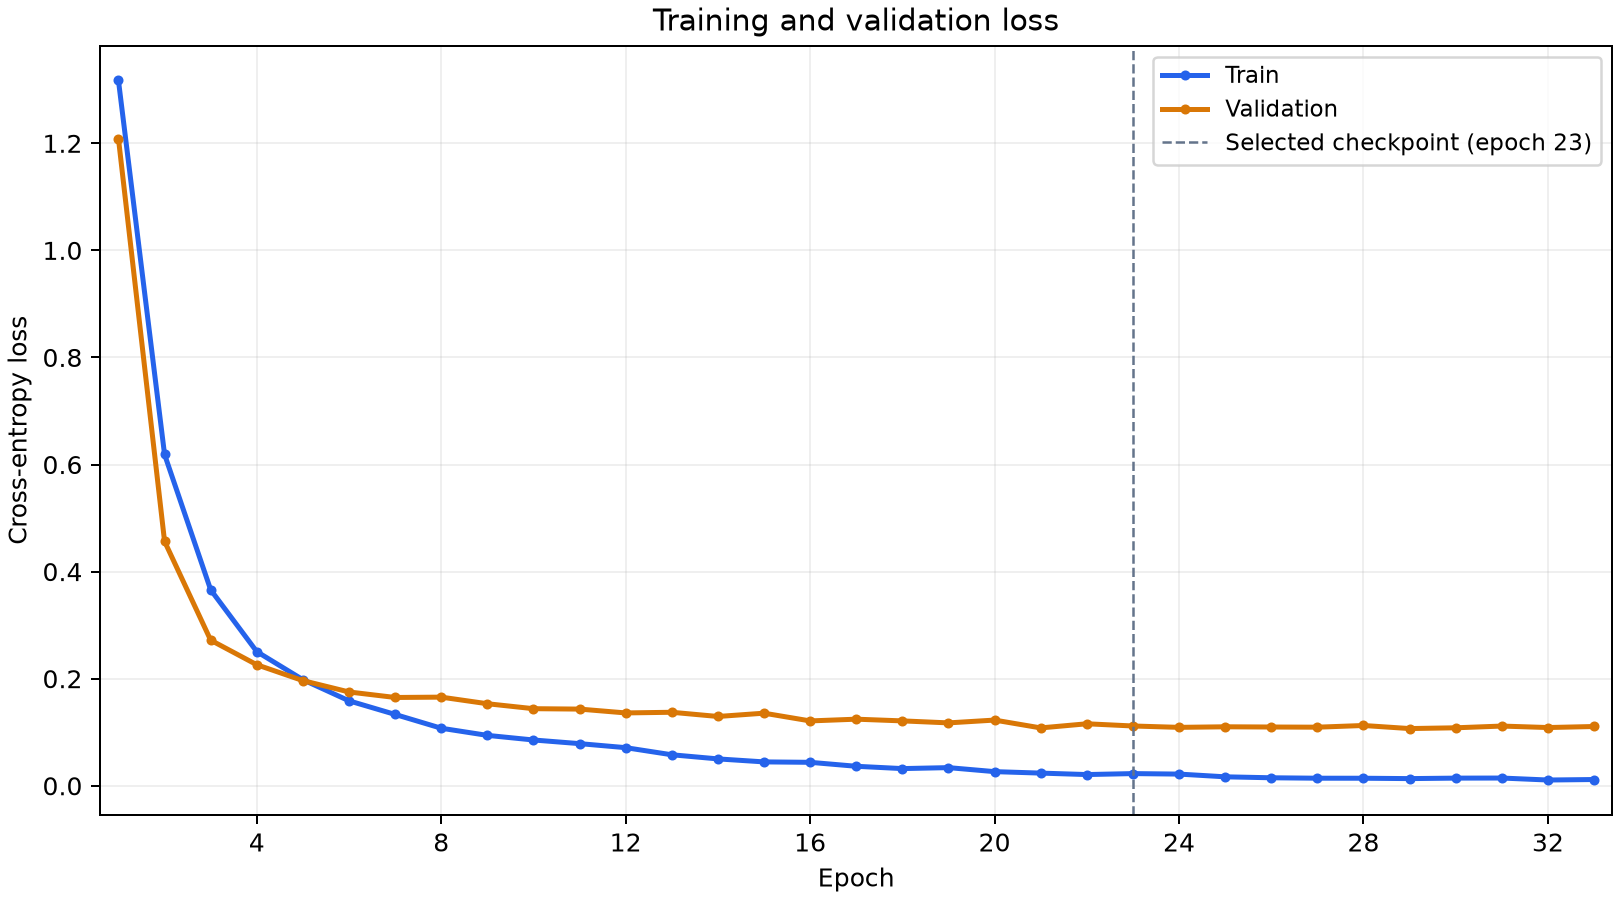 Training and validation loss
Train
Validation
Selected checkpoint (epoch 23)
1.2
1.0
0.8
0.6
0.4
0.2
0.0
Cross-entropy loss
4 8 12 16 20 24 28 32
Epoch